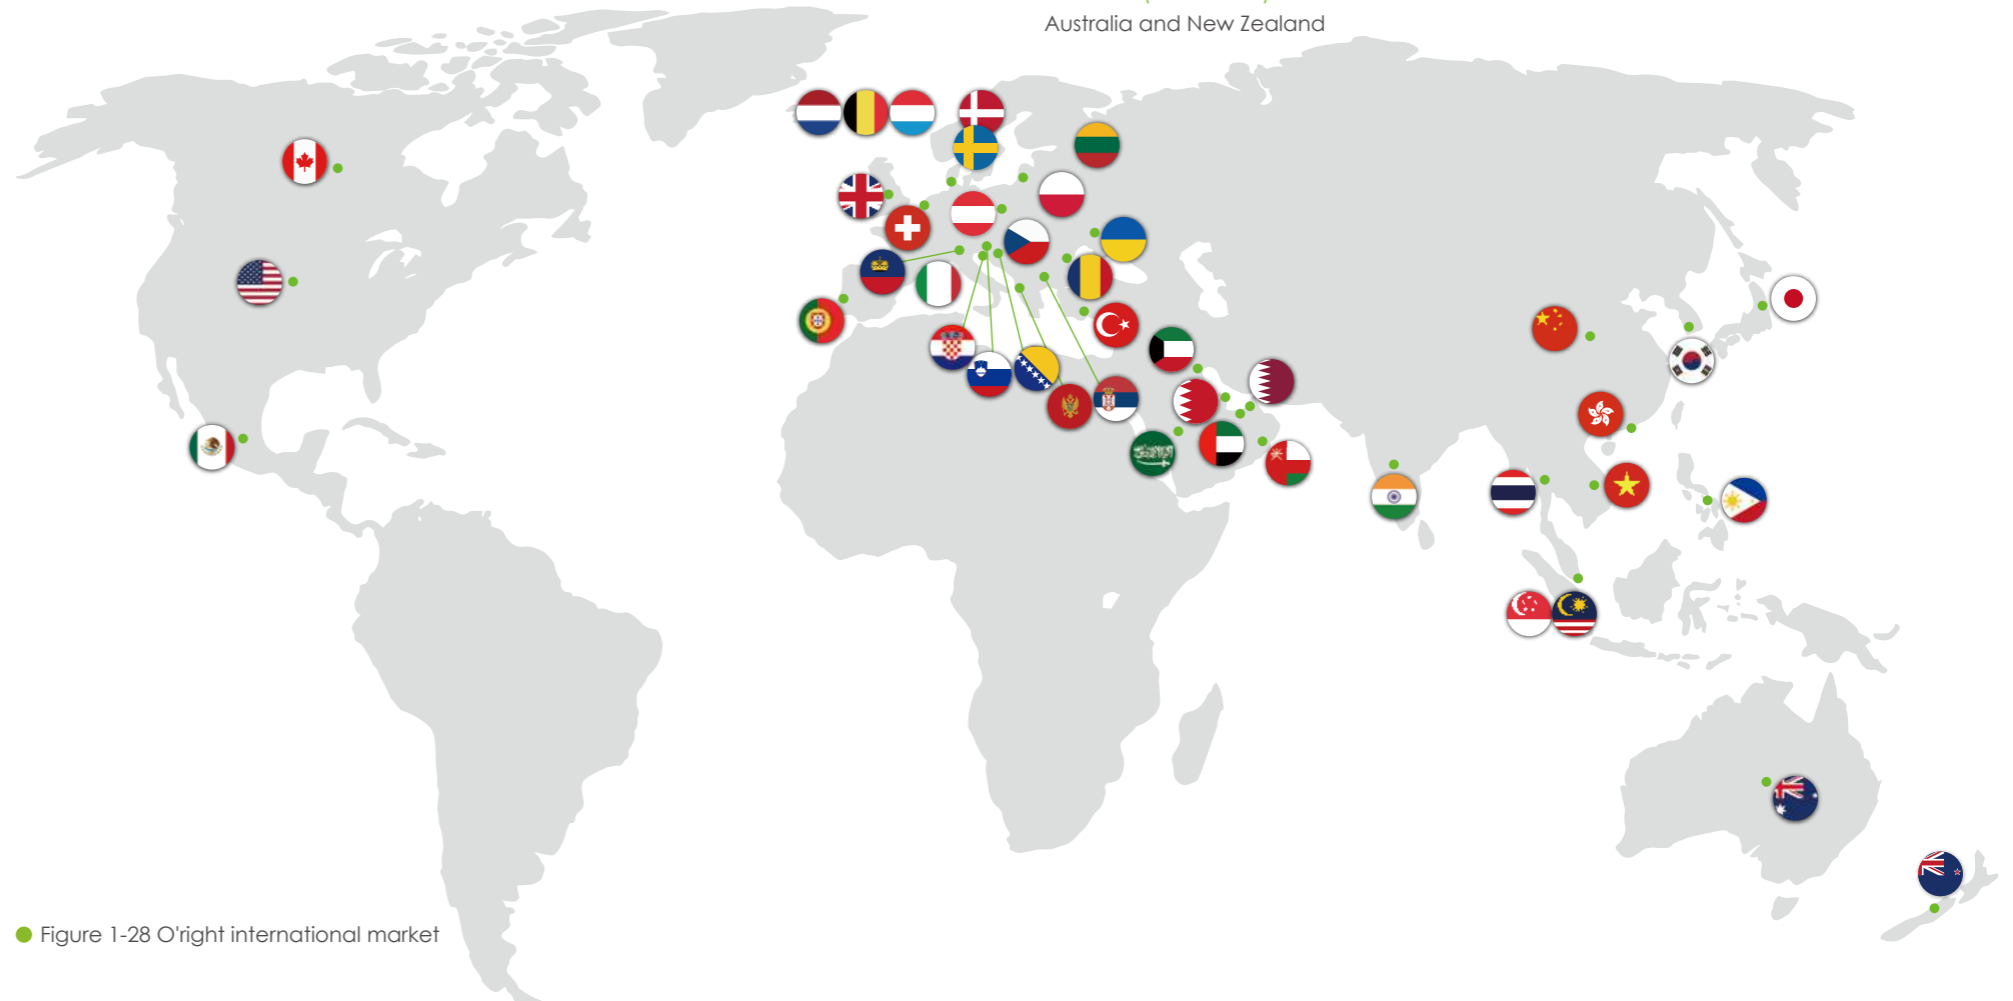 Australia and New Zealand
Figure 1-28 O'right international market